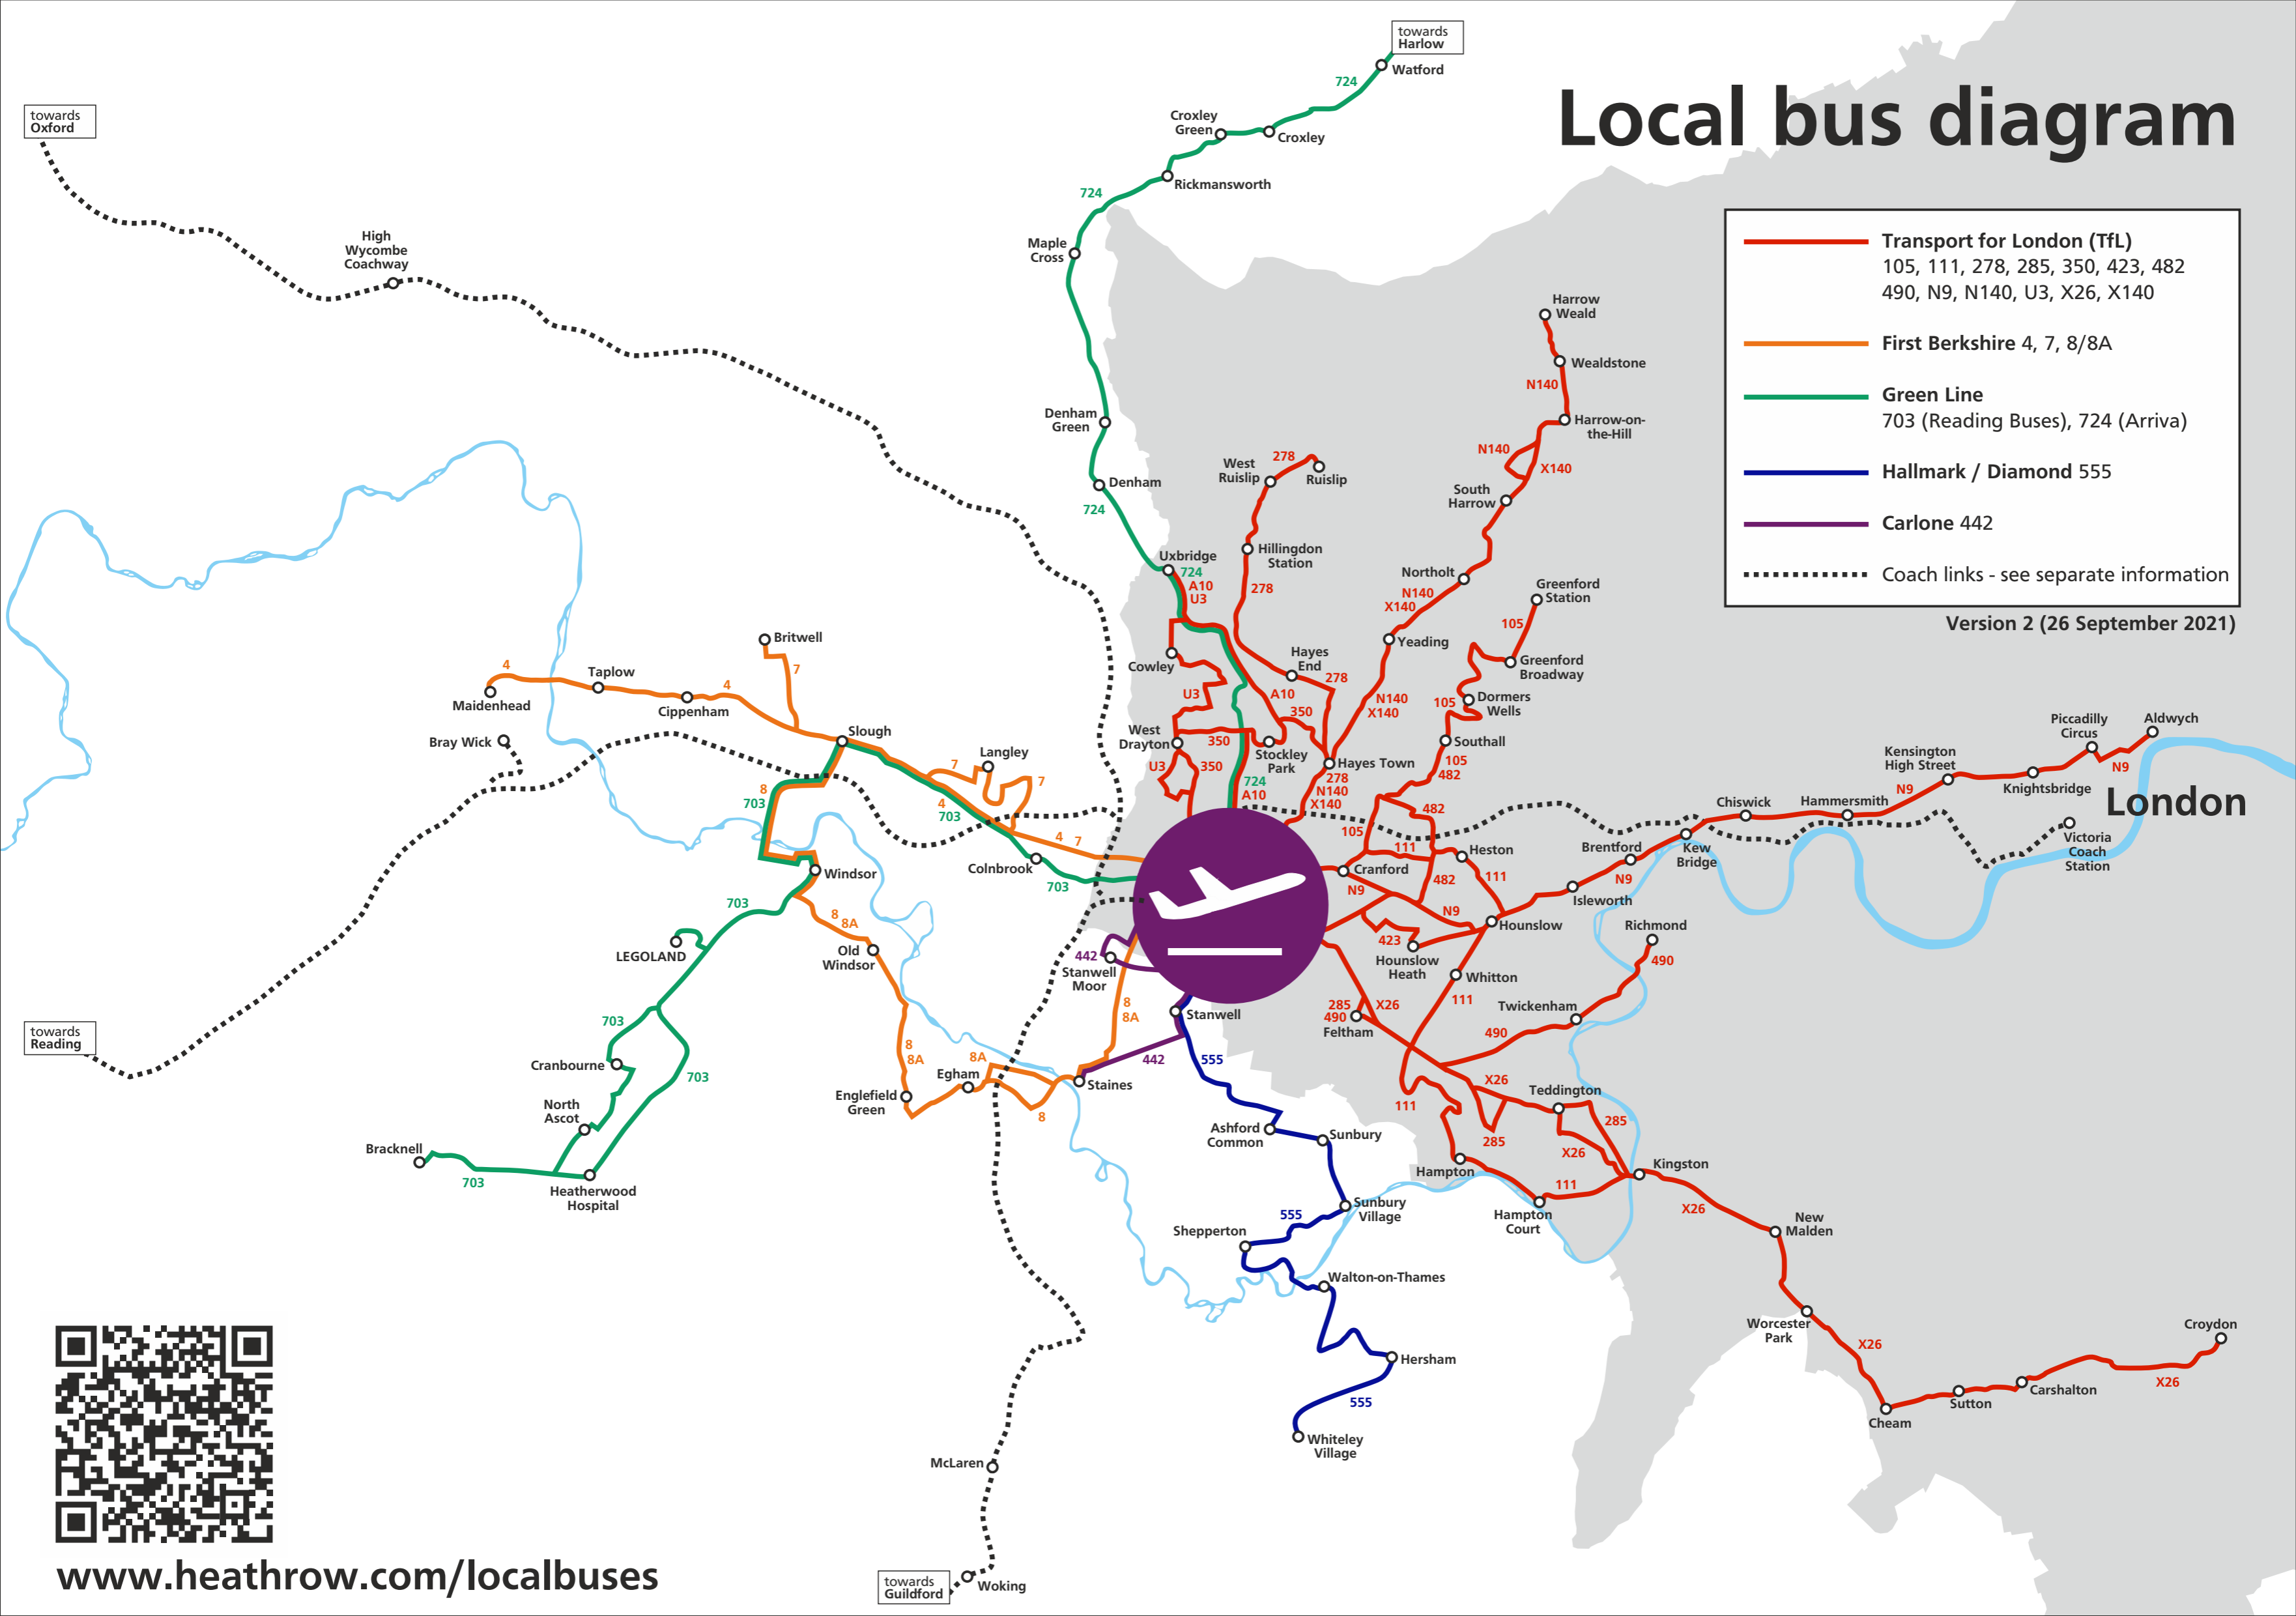 Local bus diagram
Transport for London (TfL)
105, 111, 278, 285, 350, 423, 482
490, N9, N140, U3, X26, X140
First Berkshire 4, 7, 8/8A
Green Line
703 (Reading Buses), 724 (Arriva)
Hallmark / Diamond 555
Carlone 442
Coach links - see separate information
Version 2 (26 September 2021)
towards
Harlow
Watford
724
Croxley
Green
Croxley
Rickmansworth
724
Maple
Cross
Denham
Green
Denham
724
towards
Oxford
High
Wycombe
Coachway
Harrow
Weald
Wealdstone
N140
Harrow-on-
the-Hill
N140
X140
South
Harrow
West
Ruislip
278
Ruislip
Hillingdon
Station
278
Uxbridge
724
A10
U3
Northolt
N140
X140
Greenford
Station
105
Yeading
Greenford
Broadway
Cowley
Hayes
End
278
U3
A10
350
N140
X140
105
Dormers
Wells
West
Drayton
350
Stockley
Park
Southall
105
482
U3
350
Hayes Town
278
N140
X140
724
A10
Britwell
7
4
Taplow
4
Maidenhead
Cippenham
Bray Wick
Slough
Langley
7
7
8
703
4
703
4
7
Colnbrook
703
Windsor
703
8
8A
LEGOLAND
Old
Windsor
482
105
111
Heston
Cranford
482
111
N9
N9
Hounslow
423
Hounslow
Heath
Whitton
111
Isleworth
N9
Brentford
Kew
Bridge
Chiswick
Hammersmith
N9
Kensington
High Street
Knightsbridge
Piccadilly
Circus
N9
Aldwych
London
Victoria
Coach
Station
Richmond
490
Twickenham
490
442
Stanwell
Moor
8
8A
Stanwell
285
490
X26
Feltham
towards
Reading
703
Cranbourne
703
North
Ascot
Bracknell
703
Heatherwood
Hospital
8
8A
8A
Egham
Englefield
Green
8
Staines
442
555
Ashford
Common
Sunbury
X26
Teddington
111
285
285
X26
Hampton
Kingston
111
X26
Hampton
Court
Sunbury
Village
555
Shepperton
Walton-on-Thames
Hersham
555
Whiteley
Village
New
Malden
Worcester
Park
X26
Cheam
Sutton
Carshalton
X26
Croydon
McLaren
towards
Guildford
Woking
www.heathrow.com/localbuses